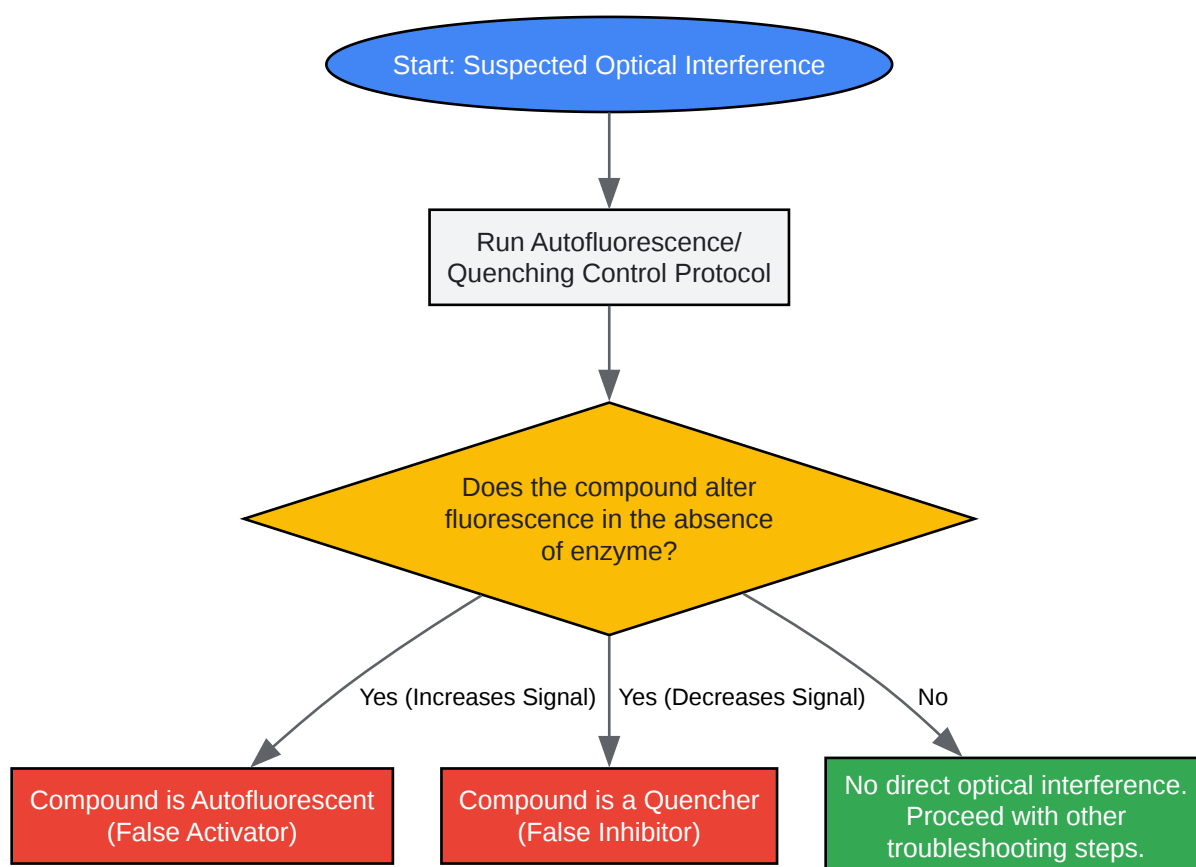 Start: Suspected Optical Interference
Run Autofluorescence/
Quenching Control Protocol
Does the compound alter
fluorescence in the absence
of enzyme?
Yes (Increases Signal)
Yes (Decreases Signal)
No
Compound is Autofluorescent
(False Activator)
Compound is a Quencher
(False Inhibitor)
No direct optical interference.
Proceed with other
troubleshooting steps.